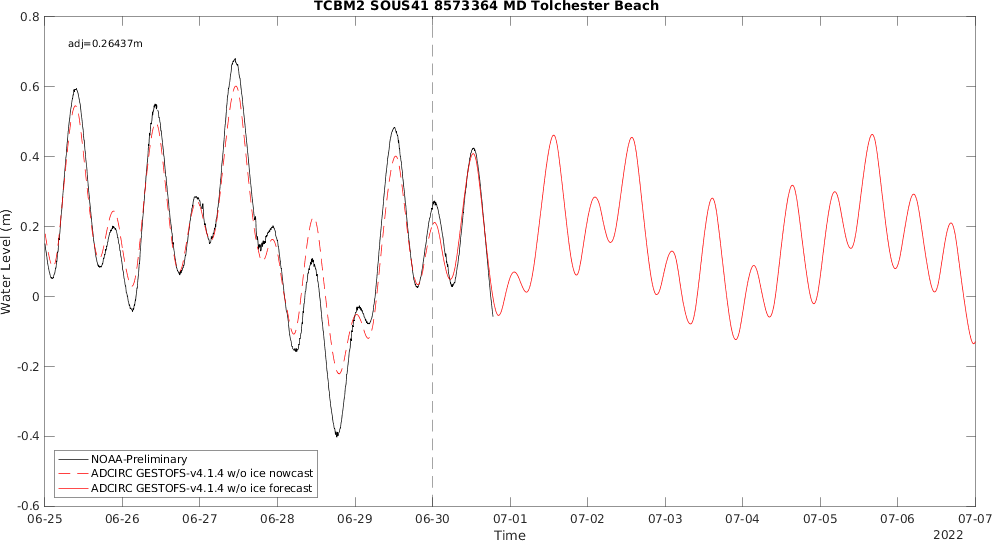 TCBM2 SOUS41 8573364 MD Tolchester Beach
adj=0.26437m
0.8
0.6
0.4
0.2
0
-0.2
-0.4
-0.6
Water Level (m)
NOAA-Preliminary
ADCIRC GESTOFS-v4.1.4 w/o ice nowcast
ADCIRC GESTOFS-v4.1.4 w/o ice forecast
06-25 06-26 06-27 06-28 06-29 06-30 07-01 07-02 07-03 07-04 07-05 07-06 07-07
Time
2022